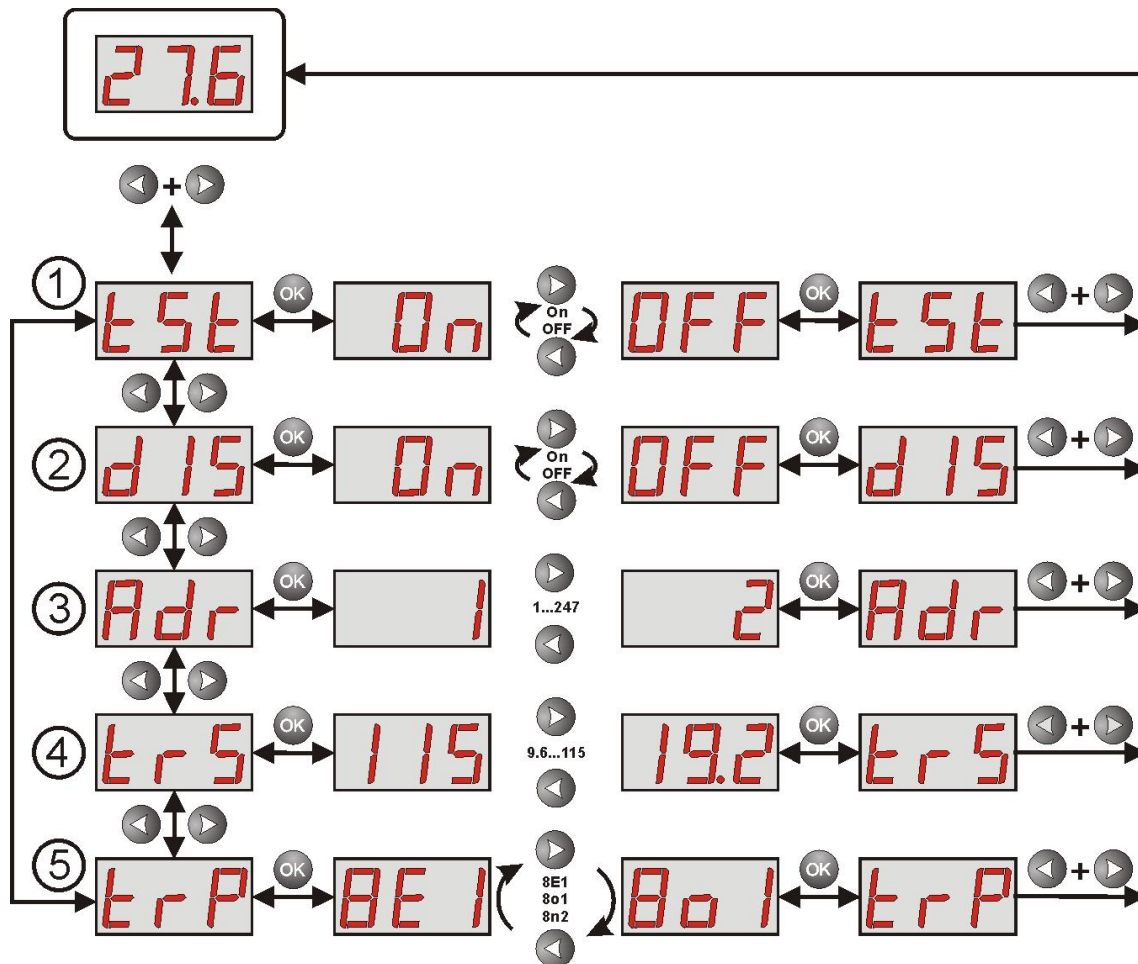 27.6
+
1 tSt OK On On OFF OFF OK tSt +
2 dIS OK On On OFF OFF OK dIS +
3 Adr OK 1 1...247 2 OK Adr +
4 trS OK 115 9.6...115 19.2 OK trS +
5 trP OK 8E1 8E1 8o1 8n2 8o1 OK trP +